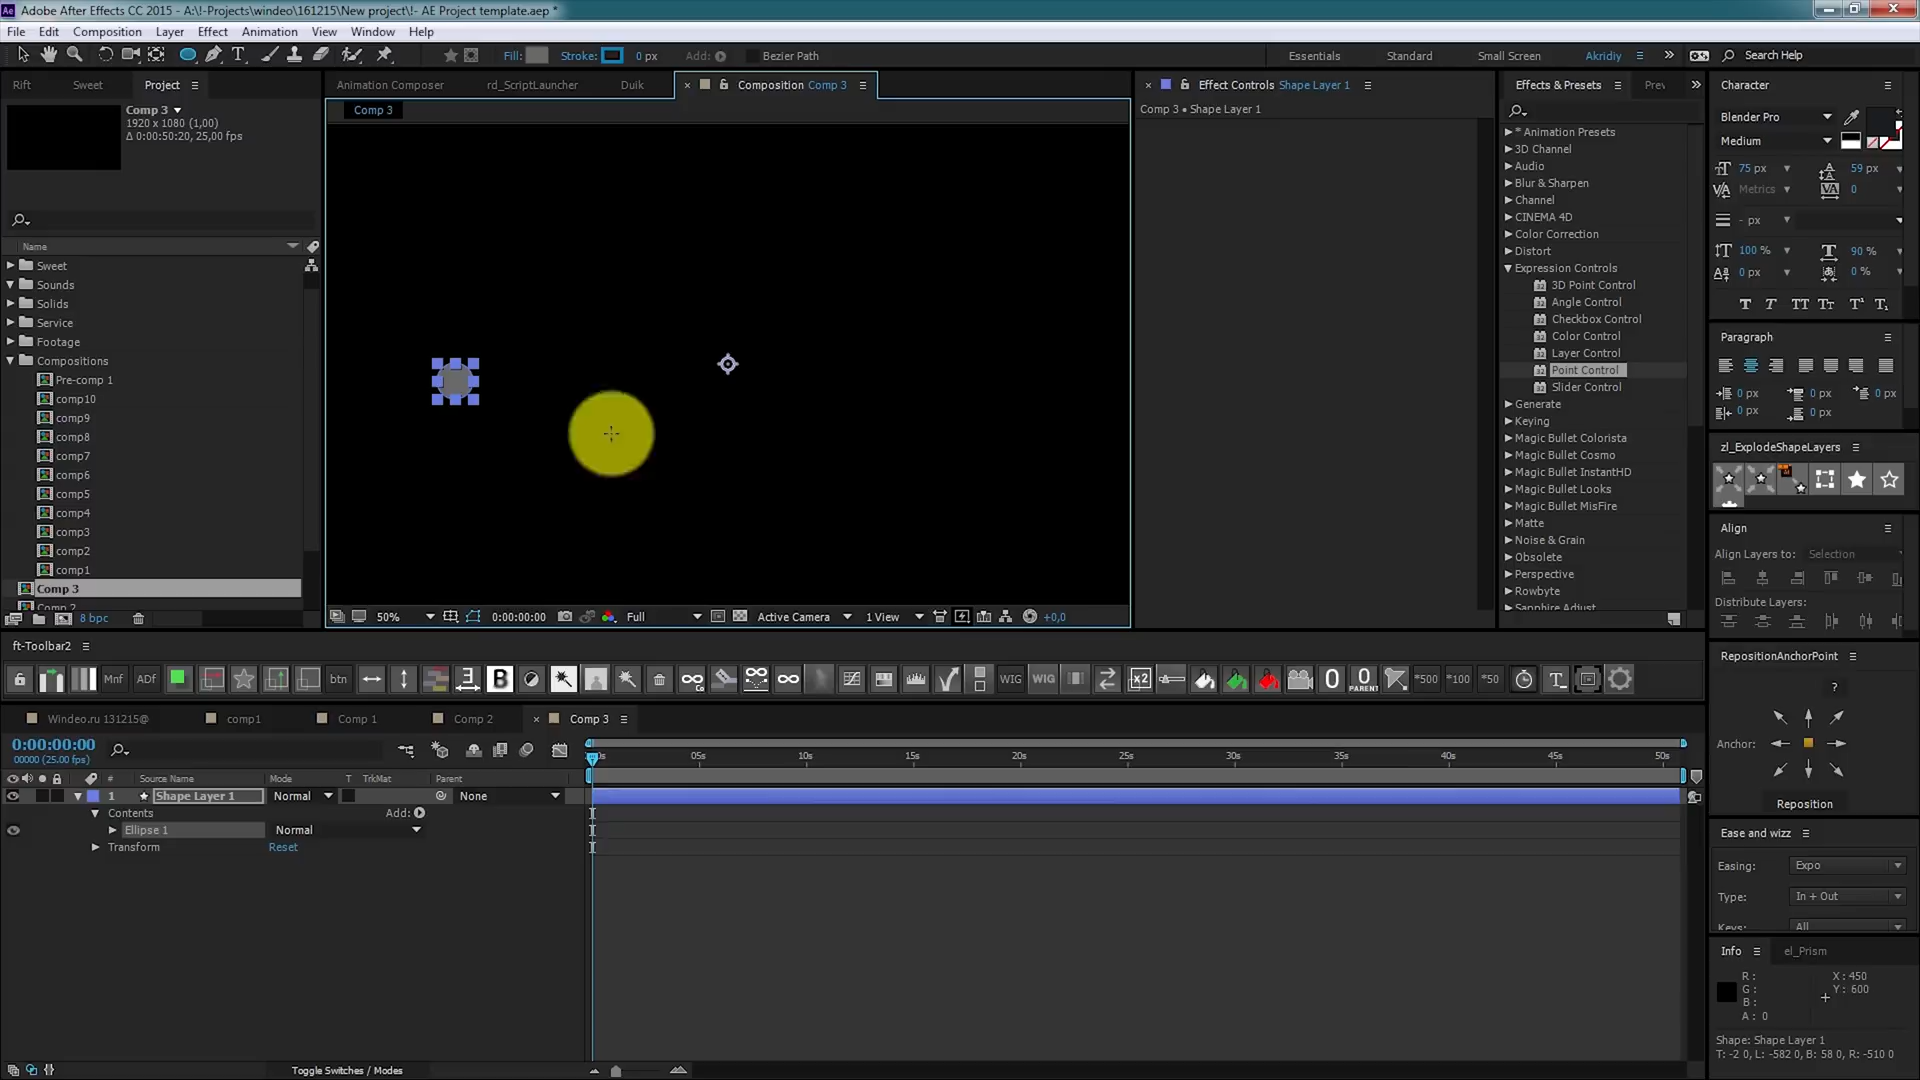 Adobe After Effects CC 2015 - A:\!-Projects\windeo\161215\New project\!- AE Project template.aep *
File Edit Composition Layer Effect Animation View Window Help
Fill: Stroke: 0 px Add: Bezier Path Essentials Standard Small Screen Akridiy Search Help
Rift Sweet Project
Comp 3
1920 x 1080 (1,00)
Δ 0:00:50:20, 25,00 fps
Name
Sweet
Sounds
Solids
Service
Footage
Compositions
Pre-comp 1
comp10
comp9
comp8
comp7
comp6
comp5
comp4
comp3
comp2
comp1
Comp 3
Comp 2
8 bpc
Animation Composer rd_ScriptLauncher Duik Composition Comp 3
Comp 3
50% 0:00:00:00 Full Active Camera 1 View +0,0
Effect Controls Shape Layer 1
Comp 3 • Shape Layer 1
Effects & Presets Prev
* Animation Presets
3D Channel
Audio
Blur & Sharpen
Channel
CINEMA 4D
Color Correction
Distort
Expression Controls
3D Point Control
Angle Control
Checkbox Control
Color Control
Layer Control
Point Control
Slider Control
Generate
Keying
Magic Bullet Colorista
Magic Bullet Cosmo
Magic Bullet InstantHD
Magic Bullet Looks
Magic Bullet MisFire
Matte
Noise & Grain
Obsolete
Perspective
Rowbyte
Sapphire Adjust
Character
Blender Pro
Medium
75 px 59 px
Metrics 0
- px
100 % 90 %
0 px 0 %
T T TT TT T¹ T₁
Paragraph
0 px 0 px 0 px
0 px 0 px
zl_ExplodeShapeLayers
Align
Align Layers to: Selection
Distribute Layers:
RepositionAnchorPoint
?
Anchor:
Reposition
Ease and wizz
Easing: Expo
Type: In + Out
Keys: All
Info el_Prism
R :
G :
B :
A : 0
X : 450
Y : 600
Shape: Shape Layer 1
T: -2 0, L: -582 0, B: 58 0, R: -510 0
ft-Toolbar2
Mnf ADf btn 3 B WIG WIG x2 0 0 PARENT *500 *100 *50 T
Windeo.ru 131215@ comp1 Comp 1 Comp 2 Comp 3
0:00:00:00
00000 (25.00 fps)
05s 10s 15s 20s 25s 30s 35s 40s 45s 50s
# Source Name Mode T TrkMat Parent
1 Shape Layer 1 Normal None
Contents Add:
Ellipse 1 Normal
Transform Reset
Toggle Switches / Modes